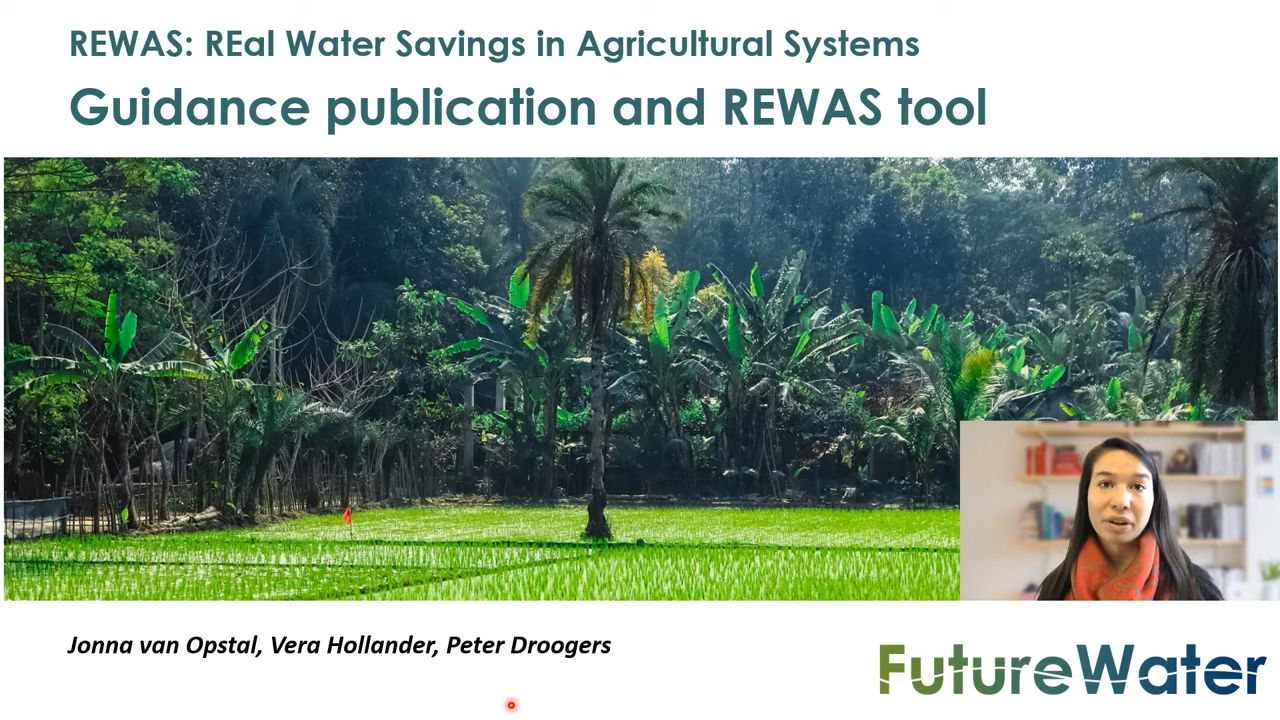 REWAS: REal Water Savings in Agricultural Systems
Guidance publication and REWAS tool
Jonna van Opstal, Vera Hollander, Peter Droogers
FutureWater